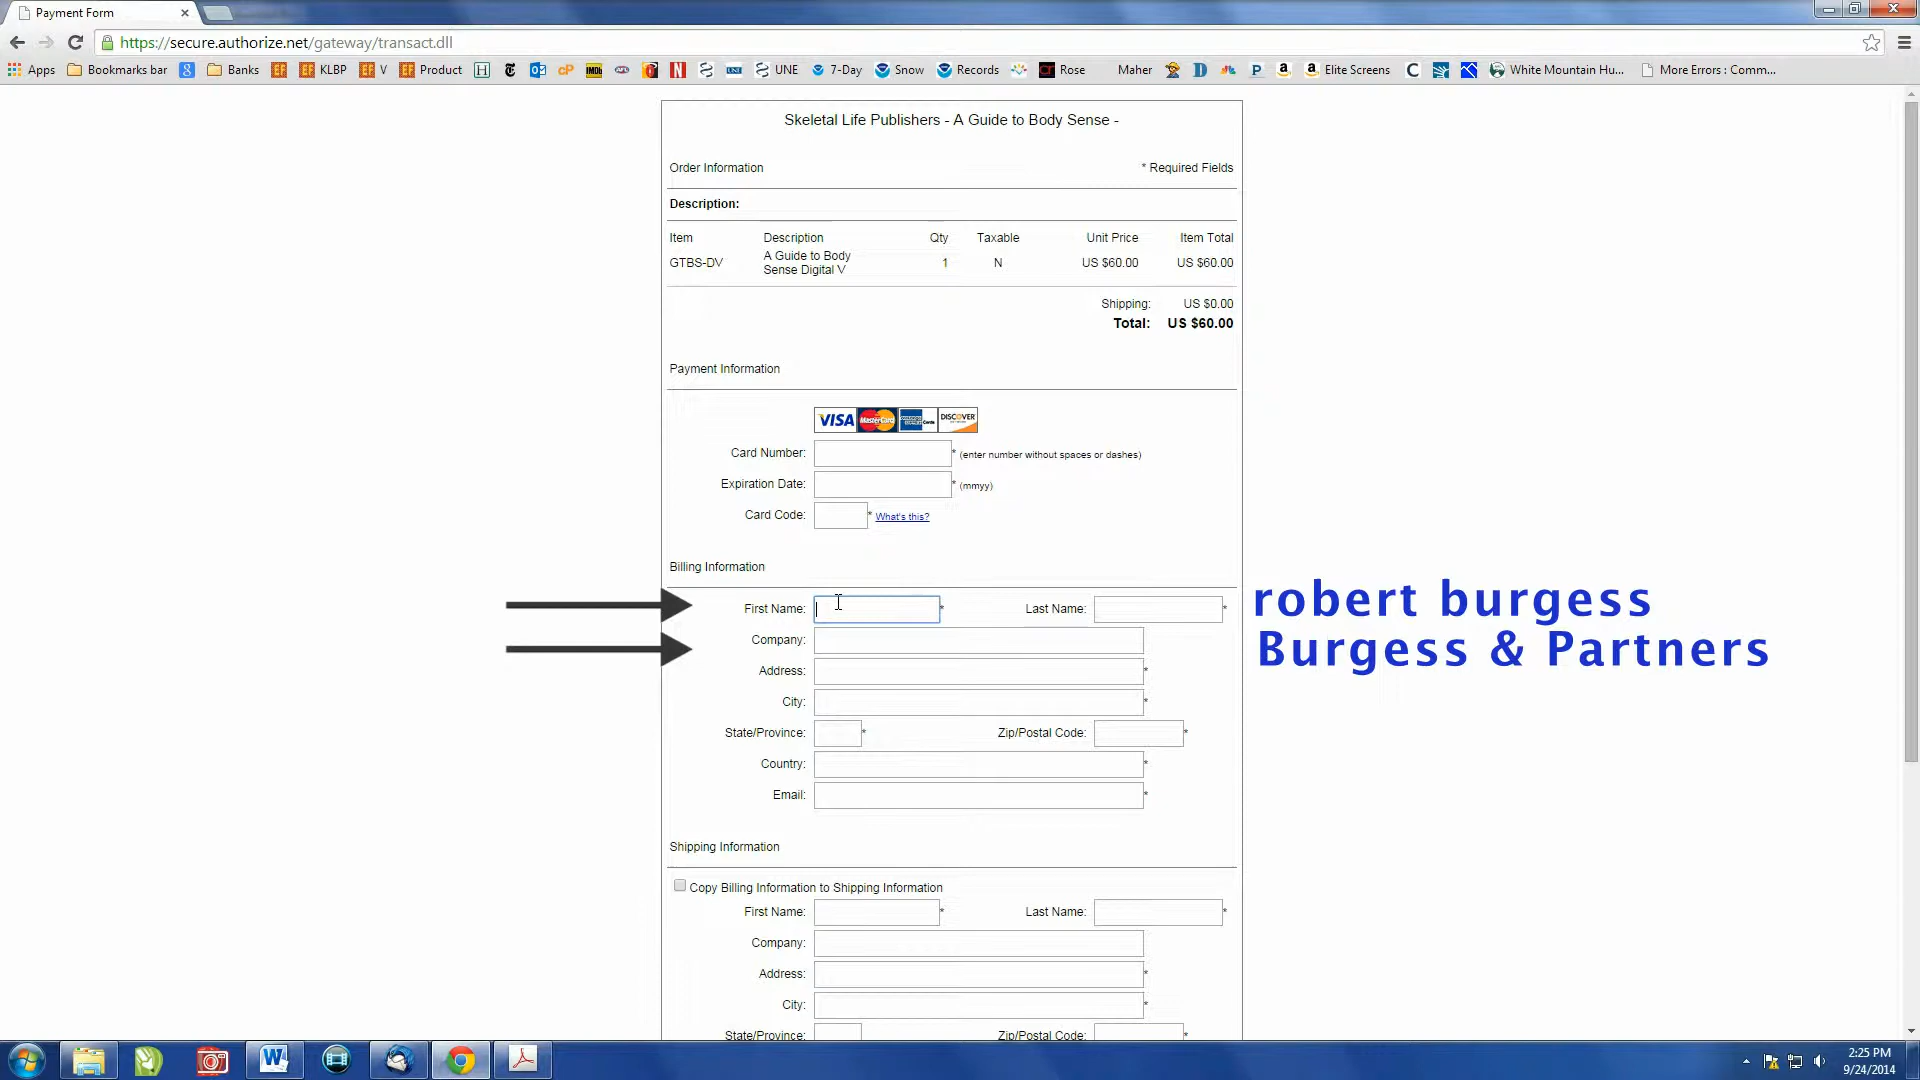 Payment Form
https://secure.authorize.net/gateway/transact.dll
Apps Bookmarks bar Banks KLBP V Product UNE 7-Day Snow Records Rose Maher Elite Screens White Mountain Hu... More Errors : Comm...
Skeletal Life Publishers - A Guide to Body Sense -
Order Information * Required Fields
Description:
Item Description Qty Taxable Unit Price Item Total
GTBS-DV A Guide to Body Sense Digital V 1 N US $60.00 US $60.00
Shipping: US $0.00
Total: US $60.00
Payment Information
VISA MasterCard DISCOVER
Card Number: * (enter number without spaces or dashes)
Expiration Date: * (mmyy)
Card Code: * What's this?
Billing Information
First Name: * Last Name: * robert burgess
Company: Burgess & Partners
Address: *
City: *
State/Province: * Zip/Postal Code: *
Country: *
Email: *
Shipping Information
Copy Billing Information to Shipping Information
First Name: * Last Name: *
Company:
Address: *
City: *
State/Province: Zip/Postal Code: *
2:25 PM
9/24/2014